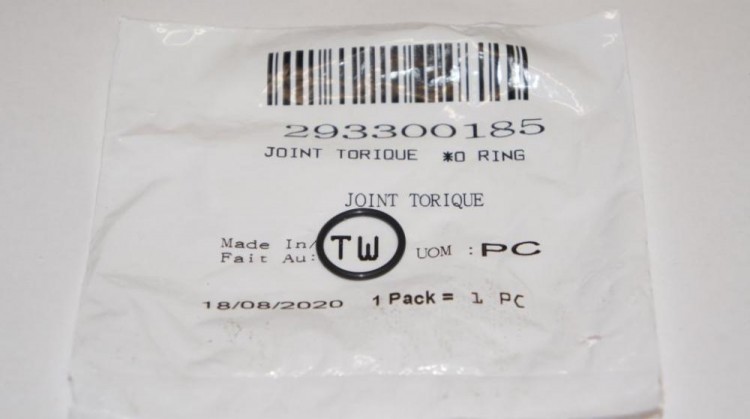 293300185
JOINT TORIQUE *O RING
JOINT TORIQUE
Made In/
Fait Au:
TW
UOM : PC
18/08/2020 1 Pack = 1 PC